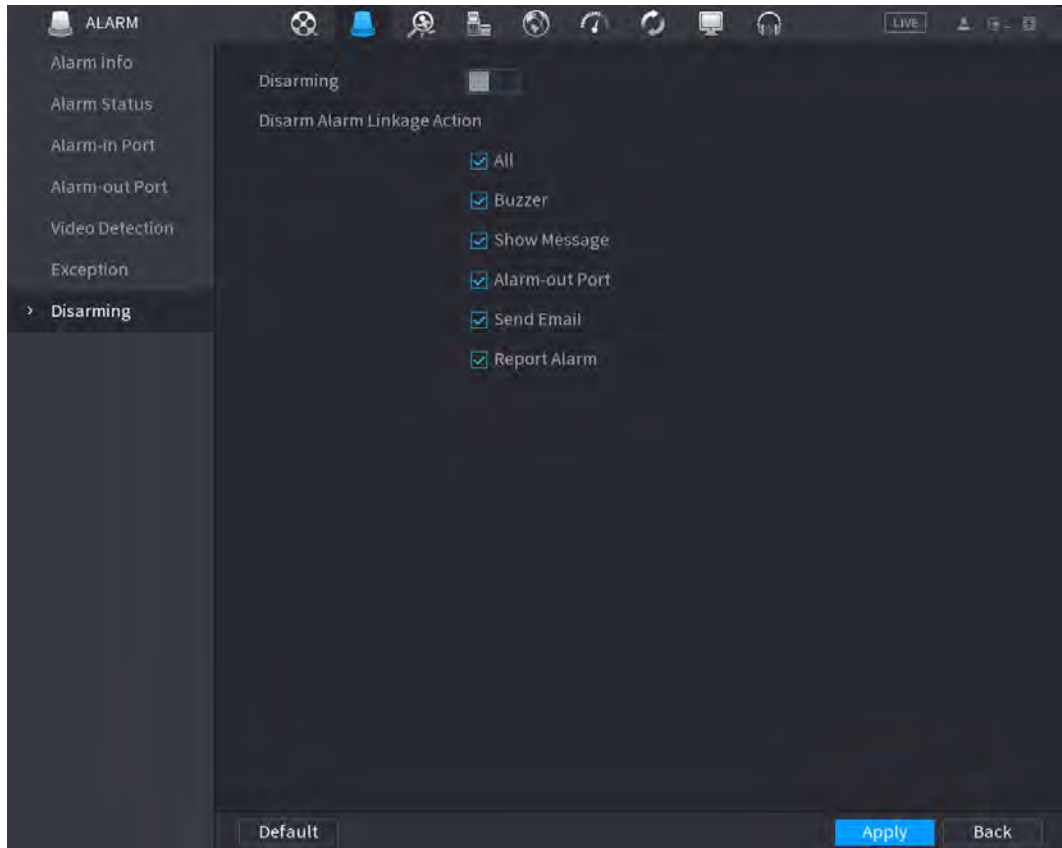 ALARM
LIVE
Alarm Info
Alarm Status
Alarm-in Port
Alarm-out Port
Video Detection
Exception
Disarming
Disarming
Disarm Alarm Linkage Action
All
Buzzer
Show Message
Alarm-out Port
Send Email
Report Alarm
Default
Apply
Back